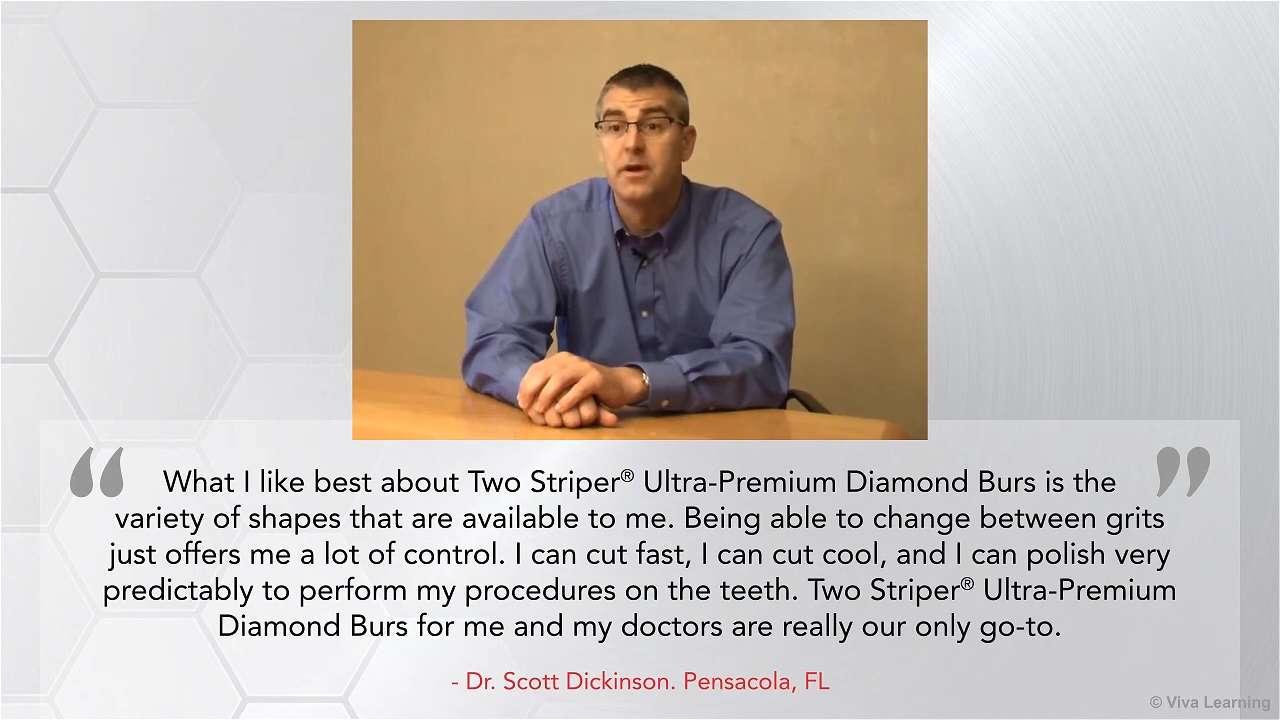 “ What I like best about Two Striper® Ultra-Premium Diamond Burs is the ”
variety of shapes that are available to me. Being able to change between grits
just offers me a lot of control. I can cut fast, I can cut cool, and I can polish very
predictably to perform my procedures on the teeth. Two Striper® Ultra-Premium
Diamond Burs for me and my doctors are really our only go-to.
- Dr. Scott Dickinson. Pensacola, FL
© Viva Learning